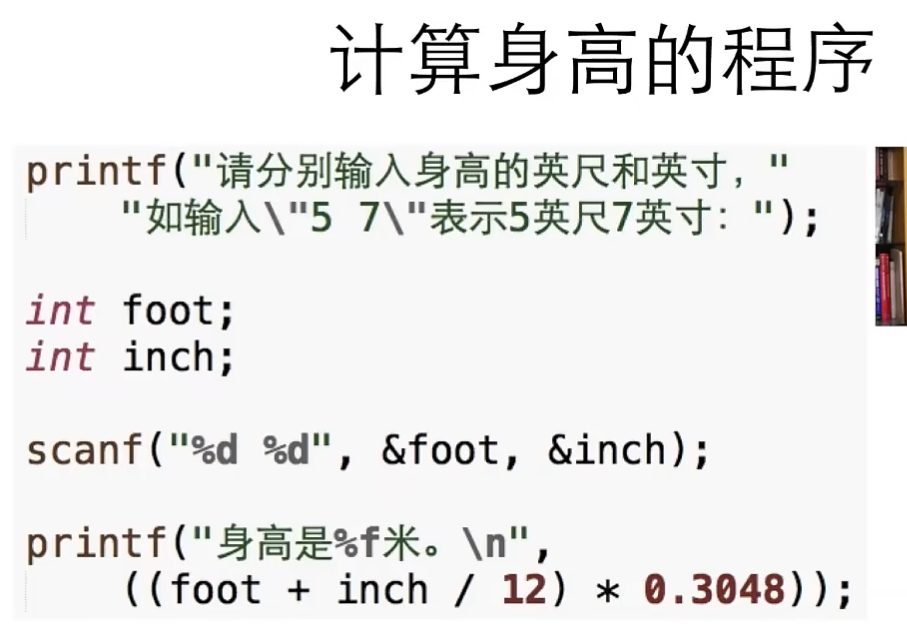 计算身高的程序
printf("请分别输入身高的英尺和英寸，"
"如输入\"5 7\"表示5英尺7英寸：");
int foot;
int inch;
scanf("%d %d", &foot, &inch);
printf("身高是%f米。\n",
((foot + inch / 12) * 0.3048));